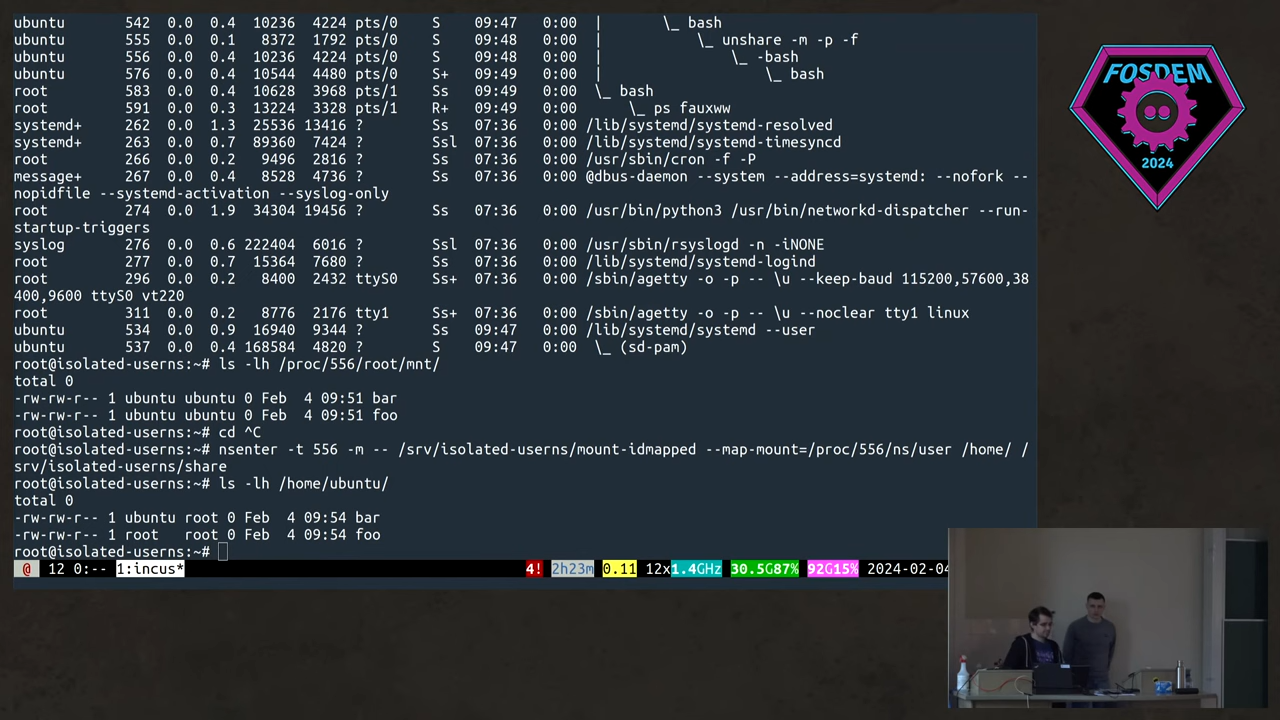 ubuntu 542 0.0 0.4 10236 4224 pts/0 S 09:47 0:00 | \_ bash
ubuntu 555 0.0 0.1 8372 1792 pts/0 S 09:48 0:00 | \_ unshare -m -p -f
ubuntu 556 0.0 0.4 10236 4224 pts/0 S 09:48 0:00 | \_ -bash
ubuntu 576 0.0 0.4 10544 4480 pts/0 S+ 09:49 0:00 | \_ bash
root 583 0.0 0.4 10628 3968 pts/1 Ss 09:49 0:00 \_ bash
root 591 0.0 0.3 13224 3328 pts/1 R+ 09:49 0:00 \_ ps fauxww
systemd+ 262 0.0 1.3 25536 13416 ? Ss 07:36 0:00 /lib/systemd/systemd-resolved
systemd+ 263 0.0 0.7 89360 7424 ? Ssl 07:36 0:00 /lib/systemd/systemd-timesyncd
root 266 0.0 0.2 9496 2816 ? Ss 07:36 0:00 /usr/sbin/cron -f -P
message+ 267 0.0 0.4 8528 4736 ? Ss 07:36 0:00 @dbus-daemon --system --address=systemd: --nofork --
nopidfile --systemd-activation --syslog-only
root 274 0.0 1.9 34304 19456 ? Ss 07:36 0:00 /usr/bin/python3 /usr/bin/networkd-dispatcher --run-
startup-triggers
syslog 276 0.0 0.6 222404 6016 ? Ssl 07:36 0:00 /usr/sbin/rsyslogd -n -iNONE
root 277 0.0 0.7 15364 7680 ? Ss 07:36 0:00 /lib/systemd/systemd-logind
root 296 0.0 0.2 8400 2432 ttyS0 Ss+ 07:36 0:00 /sbin/agetty -o -p -- \u --keep-baud 115200,57600,38
400,9600 ttyS0 vt220
root 311 0.0 0.2 8776 2176 tty1 Ss+ 07:36 0:00 /sbin/agetty -o -p -- \u --noclear tty1 linux
ubuntu 534 0.0 0.9 16940 9344 ? Ss 09:47 0:00 /lib/systemd/systemd --user
ubuntu 537 0.0 0.4 168584 4820 ? S 09:47 0:00 \_ (sd-pam)
root@isolated-userns:~# ls -lh /proc/556/root/mnt/
total 0
-rw-rw-r-- 1 ubuntu ubuntu 0 Feb 4 09:51 bar
-rw-rw-r-- 1 ubuntu ubuntu 0 Feb 4 09:51 foo
root@isolated-userns:~# cd ^C
root@isolated-userns:~# nsenter -t 556 -m -- /srv/isolated-userns/mount-idmapped --map-mount=/proc/556/ns/user /home/ /
srv/isolated-userns/share
root@isolated-userns:~# ls -lh /home/ubuntu/
total 0
-rw-rw-r-- 1 ubuntu root 0 Feb 4 09:54 bar
-rw-rw-r-- 1 root root 0 Feb 4 09:54 foo
root@isolated-userns:~#
@ 12 0:-- 1:incus* 4! 2h23m 0.11 12x1.4GHz 30.5G87% 92G15% 2024-02-04
FOSDEM
2024